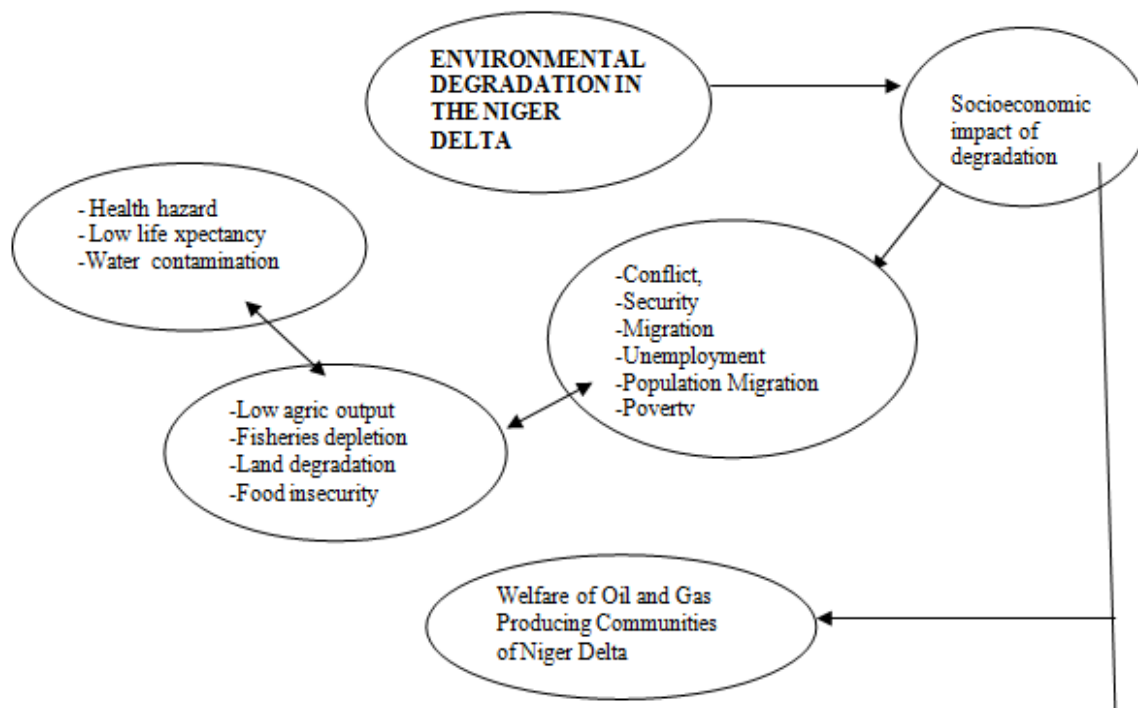 ENVIRONMENTAL
DEGRADATION IN
THE NIGER
DELTA
Socioeconomic
impact of
degradation
- Health hazard
- Low life xpectancy
- Water contamination
-Conflict,
-Security
-Migration
-Unemployment
-Population Migration
-Poverty
-Low agric output
-Fisheries depletion
-Land degradation
-Food insecurity
Welfare of Oil and Gas
Producing Communities
of Niger Delta